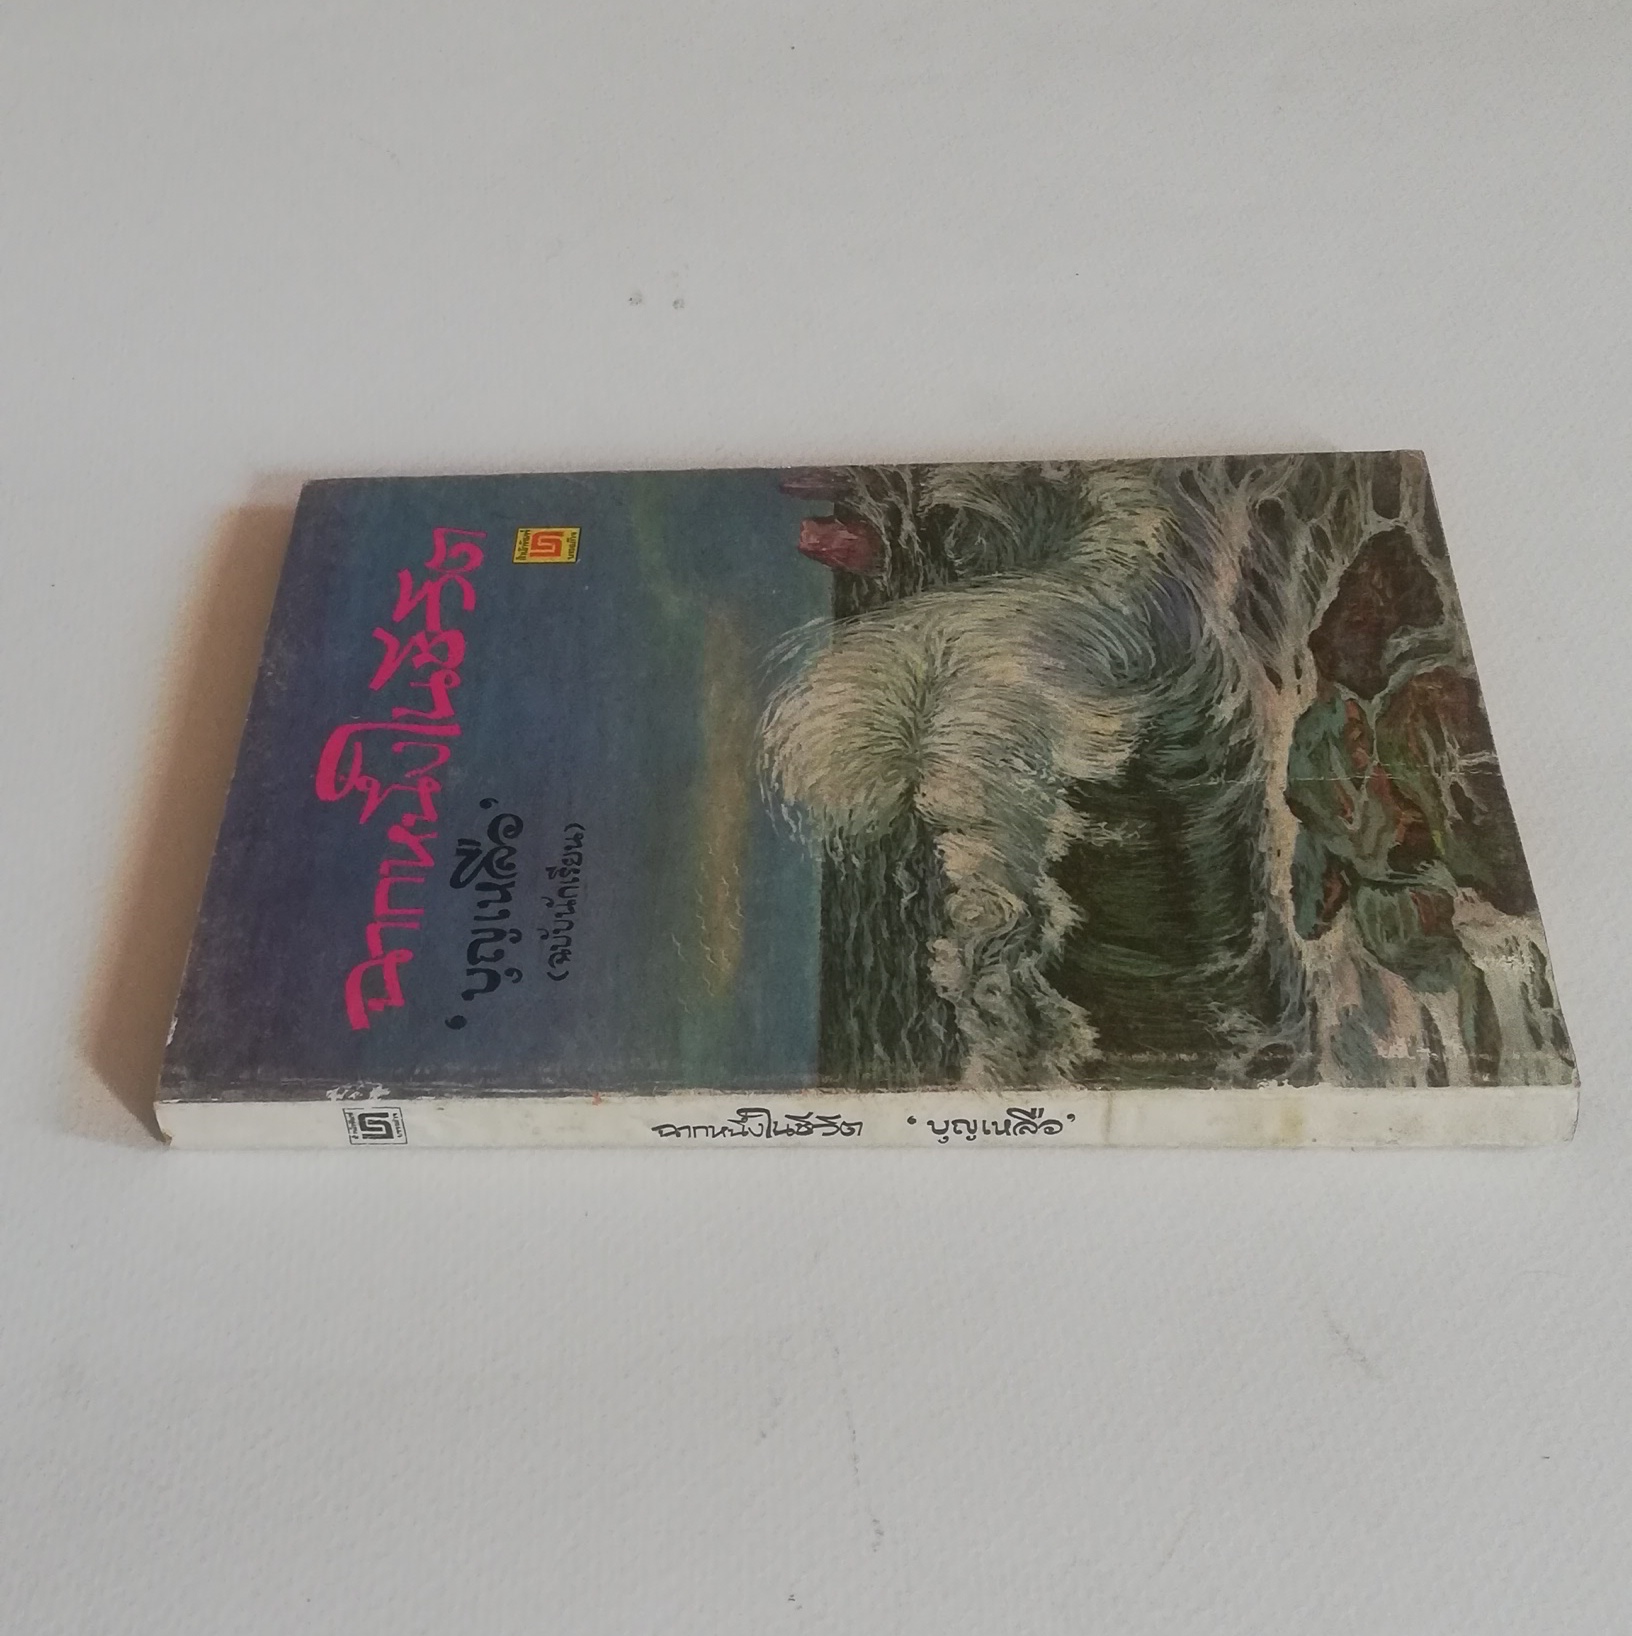 ฉากหนึ่งในชีวิต
‘บุญเหลือ’
(ฉบับนักเรียน)
ฉากหนึ่งในชีวิต ‘บุญเหลือ’